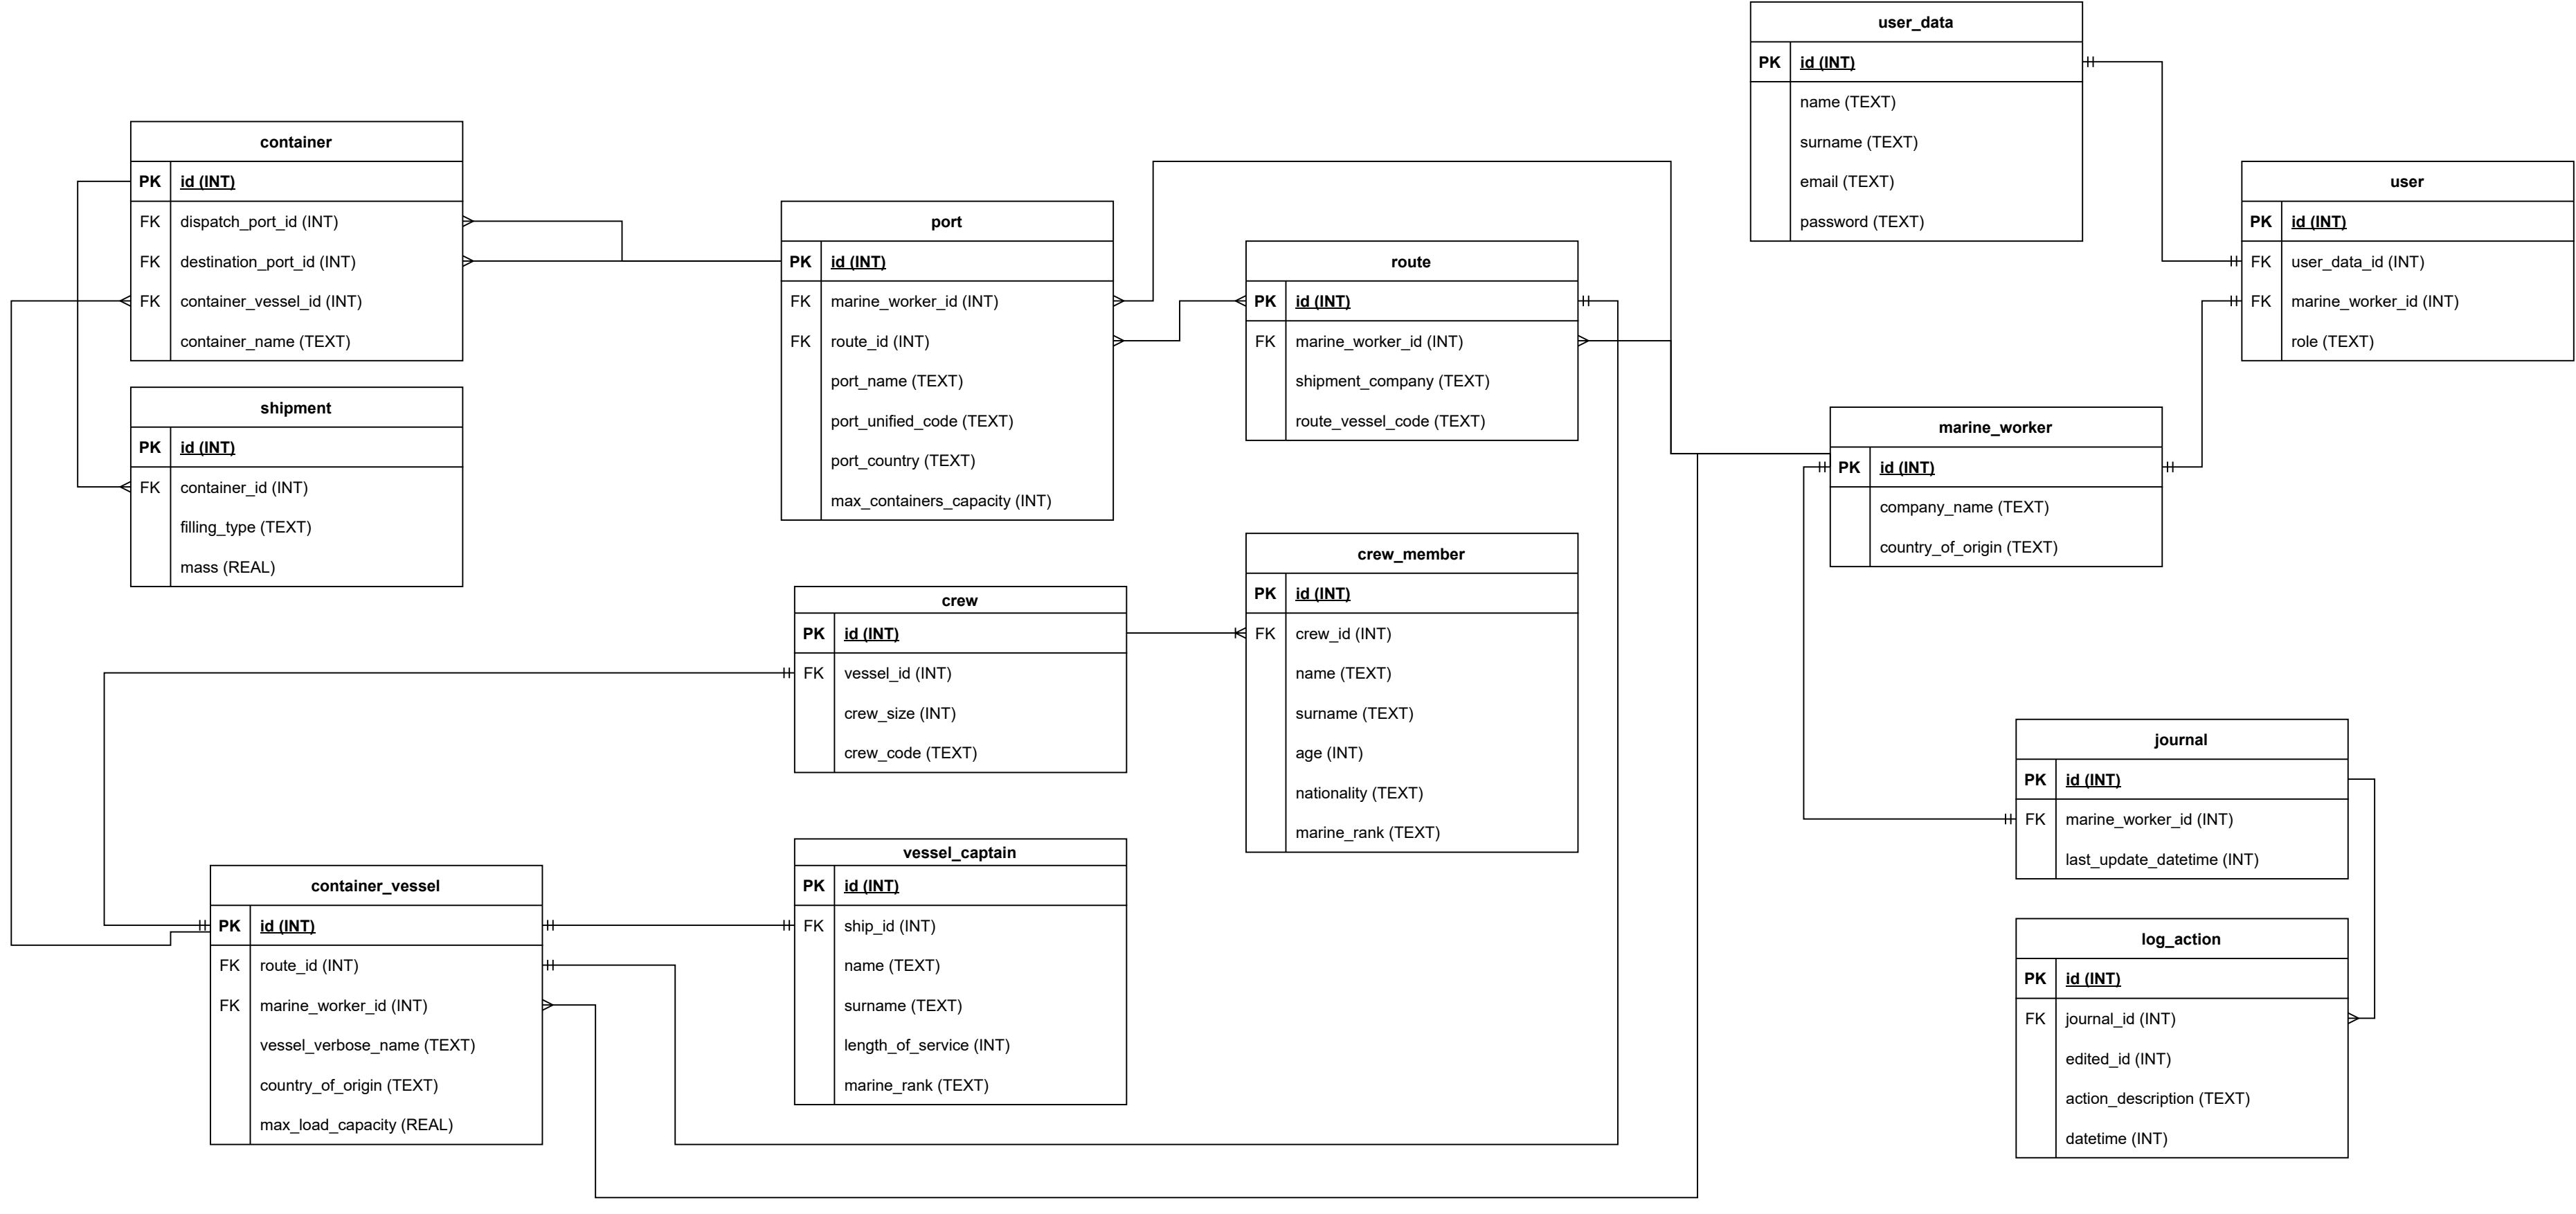 user_data
PK id (INT)
name (TEXT)
surname (TEXT)
email (TEXT)
password (TEXT)
container
PK id (INT)
FK dispatch_port_id (INT)
FK destination_port_id (INT)
FK container_vessel_id (INT)
container_name (TEXT)
shipment
PK id (INT)
FK container_id (INT)
filling_type (TEXT)
mass (REAL)
port
PK id (INT)
FK marine_worker_id (INT)
FK route_id (INT)
port_name (TEXT)
port_unified_code (TEXT)
port_country (TEXT)
max_containers_capacity (INT)
route
PK id (INT)
FK marine_worker_id (INT)
shipment_company (TEXT)
route_vessel_code (TEXT)
user
PK id (INT)
FK user_data_id (INT)
FK marine_worker_id (INT)
role (TEXT)
marine_worker
PK id (INT)
company_name (TEXT)
country_of_origin (TEXT)
crew
PK id (INT)
FK vessel_id (INT)
crew_size (INT)
crew_code (TEXT)
crew_member
PK id (INT)
FK crew_id (INT)
name (TEXT)
surname (TEXT)
age (INT)
nationality (TEXT)
marine_rank (TEXT)
container_vessel
PK id (INT)
FK route_id (INT)
FK marine_worker_id (INT)
vessel_verbose_name (TEXT)
country_of_origin (TEXT)
max_load_capacity (REAL)
vessel_captain
PK id (INT)
FK ship_id (INT)
name (TEXT)
surname (TEXT)
length_of_service (INT)
marine_rank (TEXT)
journal
PK id (INT)
FK marine_worker_id (INT)
last_update_datetime (INT)
log_action
PK id (INT)
FK journal_id (INT)
edited_id (INT)
action_description (TEXT)
datetime (INT)